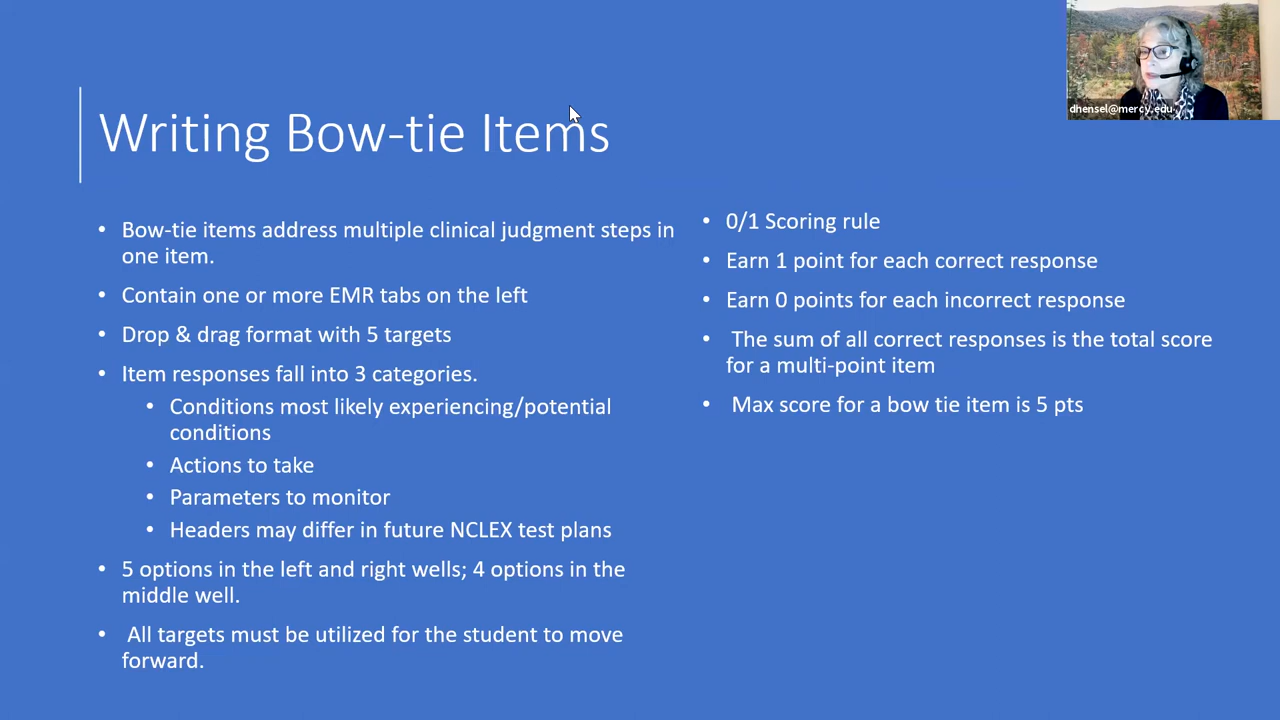 Writing Bow-tie Items
dhensel@mercy.edu
• Bow-tie items address multiple clinical judgment steps in
one item.
• Contain one or more EMR tabs on the left
• Drop & drag format with 5 targets
• Item responses fall into 3 categories.
• Conditions most likely experiencing/potential
conditions
• Actions to take
• Parameters to monitor
• Headers may differ in future NCLEX test plans
• 5 options in the left and right wells; 4 options in the
middle well.
• All targets must be utilized for the student to move
forward.
• 0/1 Scoring rule
• Earn 1 point for each correct response
• Earn 0 points for each incorrect response
• The sum of all correct responses is the total score
for a multi-point item
• Max score for a bow tie item is 5 pts